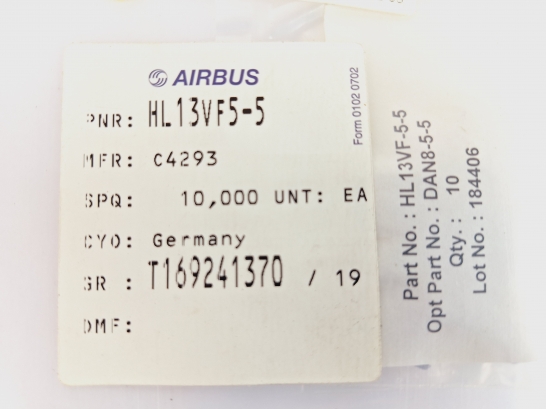 AIRBUS
PNR: HL13VF5-5
MFR: C4293
SPQ: 10,000 UNT: EA
CYO: Germany
SR : T169241370 / 19
DMF:
Form 0102 0702
Part No. : HL13VF-5-5
Opt Part No. : DAN8-5-5
Qty. : 10
Lot No. : 184406